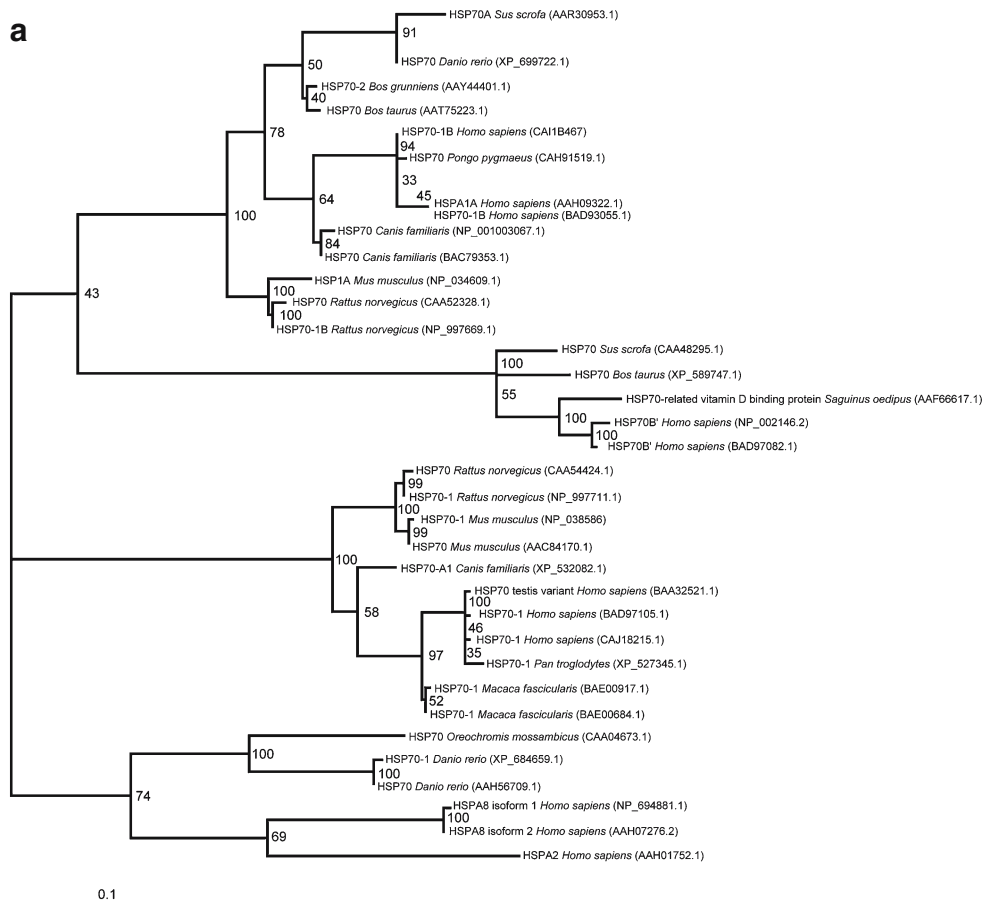 a
HSP70A Sus scrofa (AAR30953.1)
91
HSP70 Danio rerio (XP_699722.1)
50
HSP70-2 Bos grunniens (AAY44401.1)
40
HSP70 Bos taurus (AAT75223.1)
78
HSP70-1B Homo sapiens (CAI1B467)
94
HSP70 Pongo pygmaeus (CAH91519.1)
33
64
45
HSPA1A Homo sapiens (AAH09322.1)
HSP70-1B Homo sapiens (BAD93055.1)
100
HSP70 Canis familiaris (NP_001003067.1)
84
HSP70 Canis familiaris (BAC79353.1)
HSP1A Mus musculus (NP_034609.1)
100
43
HSP70 Rattus norvegicus (CAA52328.1)
100
HSP70-1B Rattus norvegicus (NP_997669.1)
HSP70 Sus scrofa (CAA48295.1)
100
HSP70 Bos taurus (XP_589747.1)
55
HSP70-related vitamin D binding protein Saguinus oedipus (AAF66617.1)
100
HSP70B' Homo sapiens (NP_002146.2)
100
HSP70B' Homo sapiens (BAD97082.1)
HSP70 Rattus norvegicus (CAA54424.1)
99
HSP70-1 Rattus norvegicus (NP_997711.1)
100
HSP70-1 Mus musculus (NP_038586)
99
HSP70 Mus musculus (AAC84170.1)
100
HSP70-A1 Canis familiaris (XP_532082.1)
58
HSP70 testis variant Homo sapiens (BAA32521.1)
100
HSP70-1 Homo sapiens (BAD97105.1)
46
HSP70-1 Homo sapiens (CAJ18215.1)
35
97
HSP70-1 Pan troglodytes (XP_527345.1)
HSP70-1 Macaca fascicularis (BAE00917.1)
52
HSP70-1 Macaca fascicularis (BAE00684.1)
HSP70 Oreochromis mossambicus (CAA04673.1)
100
HSP70-1 Danio rerio (XP_684659.1)
100
HSP70 Danio rerio (AAH56709.1)
74
HSPA8 isoform 1 Homo sapiens (NP_694881.1)
100
HSPA8 isoform 2 Homo sapiens (AAH07276.2)
69
HSPA2 Homo sapiens (AAH01752.1)
0.1